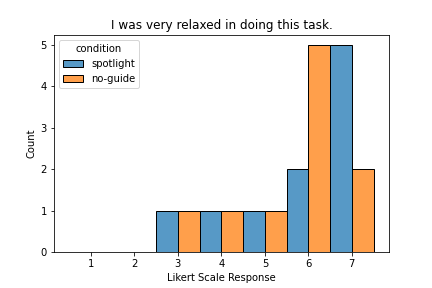 I was very relaxed in doing this task.
condition
spotlight
no-guide
5
4
3
2
1
0
Count
1 2 3 4 5 6 7
Likert Scale Response